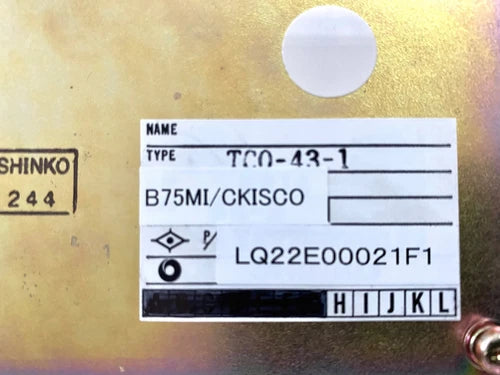 NAME
TYPE TCO-43-1
SHINKO
244
B75MI/CKISCO
P/
LQ22E00021F1
H I J K L